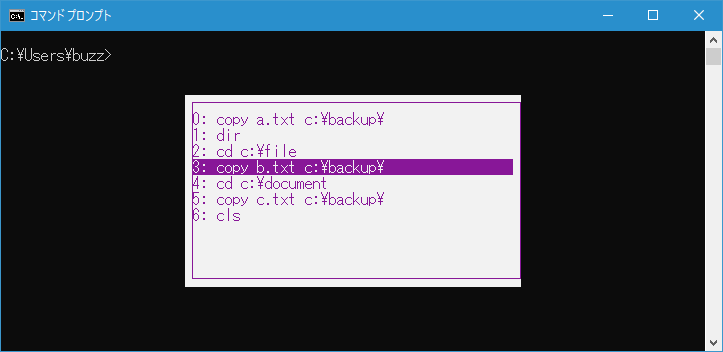 コマンドプロンプト
C:¥Users¥buzz>
0: copy a.txt c:¥backup¥
1: dir
2: cd c:¥file
3: copy b.txt c:¥backup¥
4: cd c:¥document
5: copy c.txt c:¥backup¥
6: cls